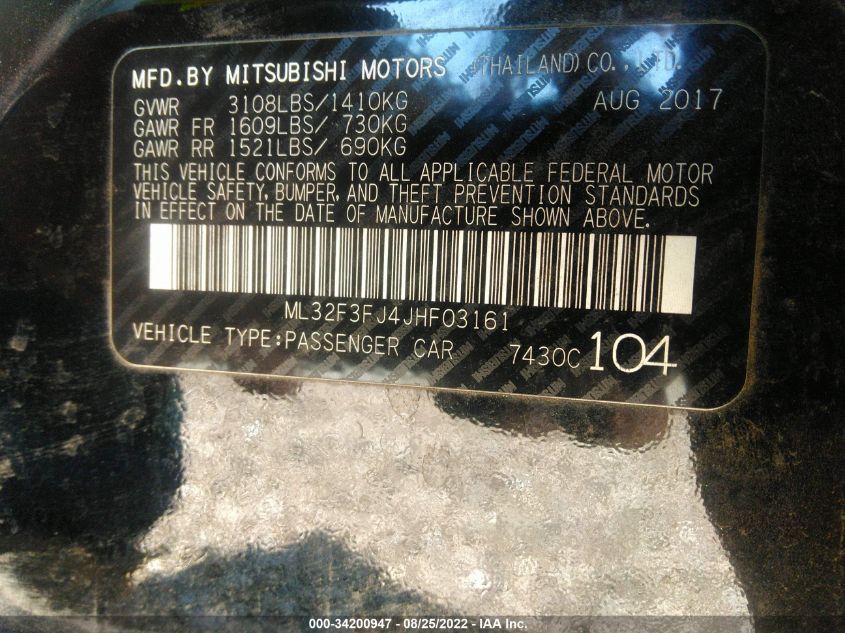 MFD.BY MITSUBISHI MOTORS (THAILAND) CO., LTD.
GVWR 3108LBS/1410KG AUG 2017
GAWR FR 1609LBS/ 730KG
GAWR RR 1521LBS/ 690KG
THIS VEHICLE CONFORMS TO ALL APPLICABLE FEDERAL MOTOR
VEHICLE SAFETY, BUMPER, AND THEFT PREVENTION STANDARDS
IN EFFECT ON THE DATE OF MANUFACTURE SHOWN ABOVE.
ML32F3FJ4JHF03161
VEHICLE TYPE:PASSENGER CAR 7430C 104
000-34200947 - 08/25/2022 - IAA Inc.